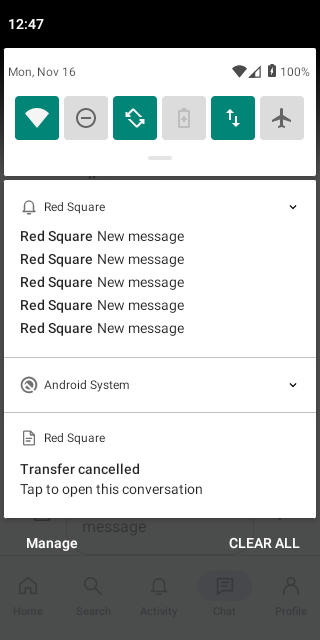 12:47
Mon, Nov 16
100%
Red Square
Red Square New message
Red Square New message
Red Square New message
Red Square New message
Red Square New message
Android System
Red Square
Transfer cancelled
Tap to open this conversation
message
Manage
CLEAR ALL
Home
Search
Activity
Chat
Profile